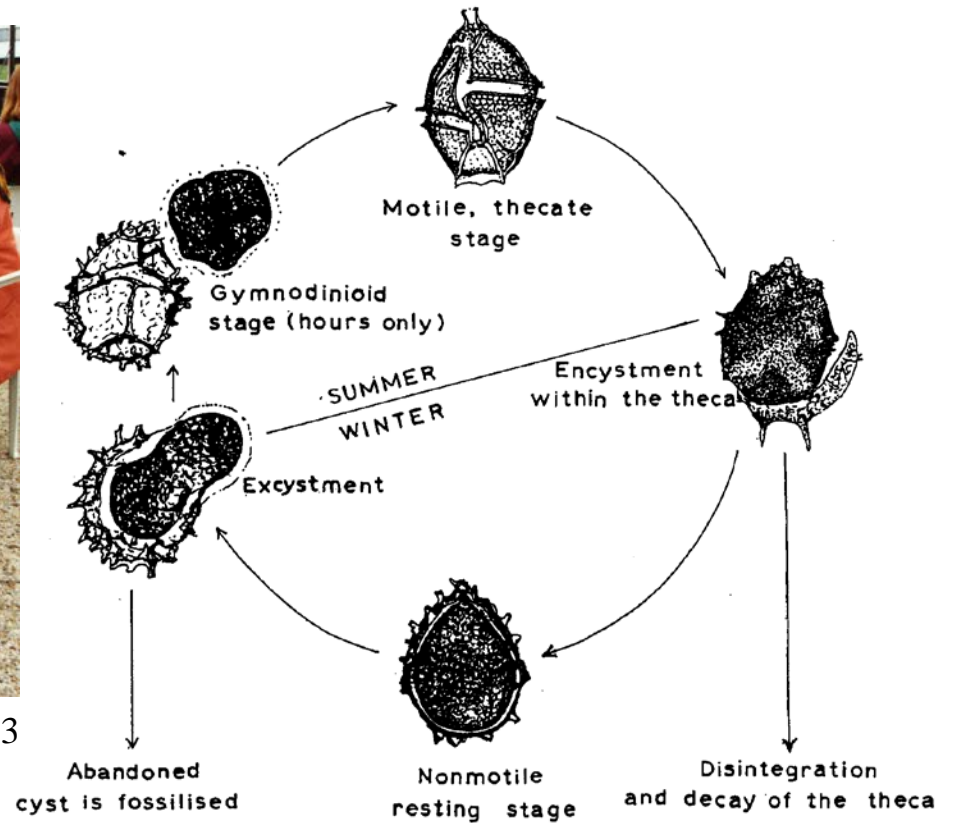 Motile, thecate
stage
Gymnodinioid
stage (hours only)
SUMMER
WINTER
Encystment
within the theca
Excystment
3
Abandoned
cyst is fossilised
Nonmotile
resting stage
Disintegration
and decay of the theca